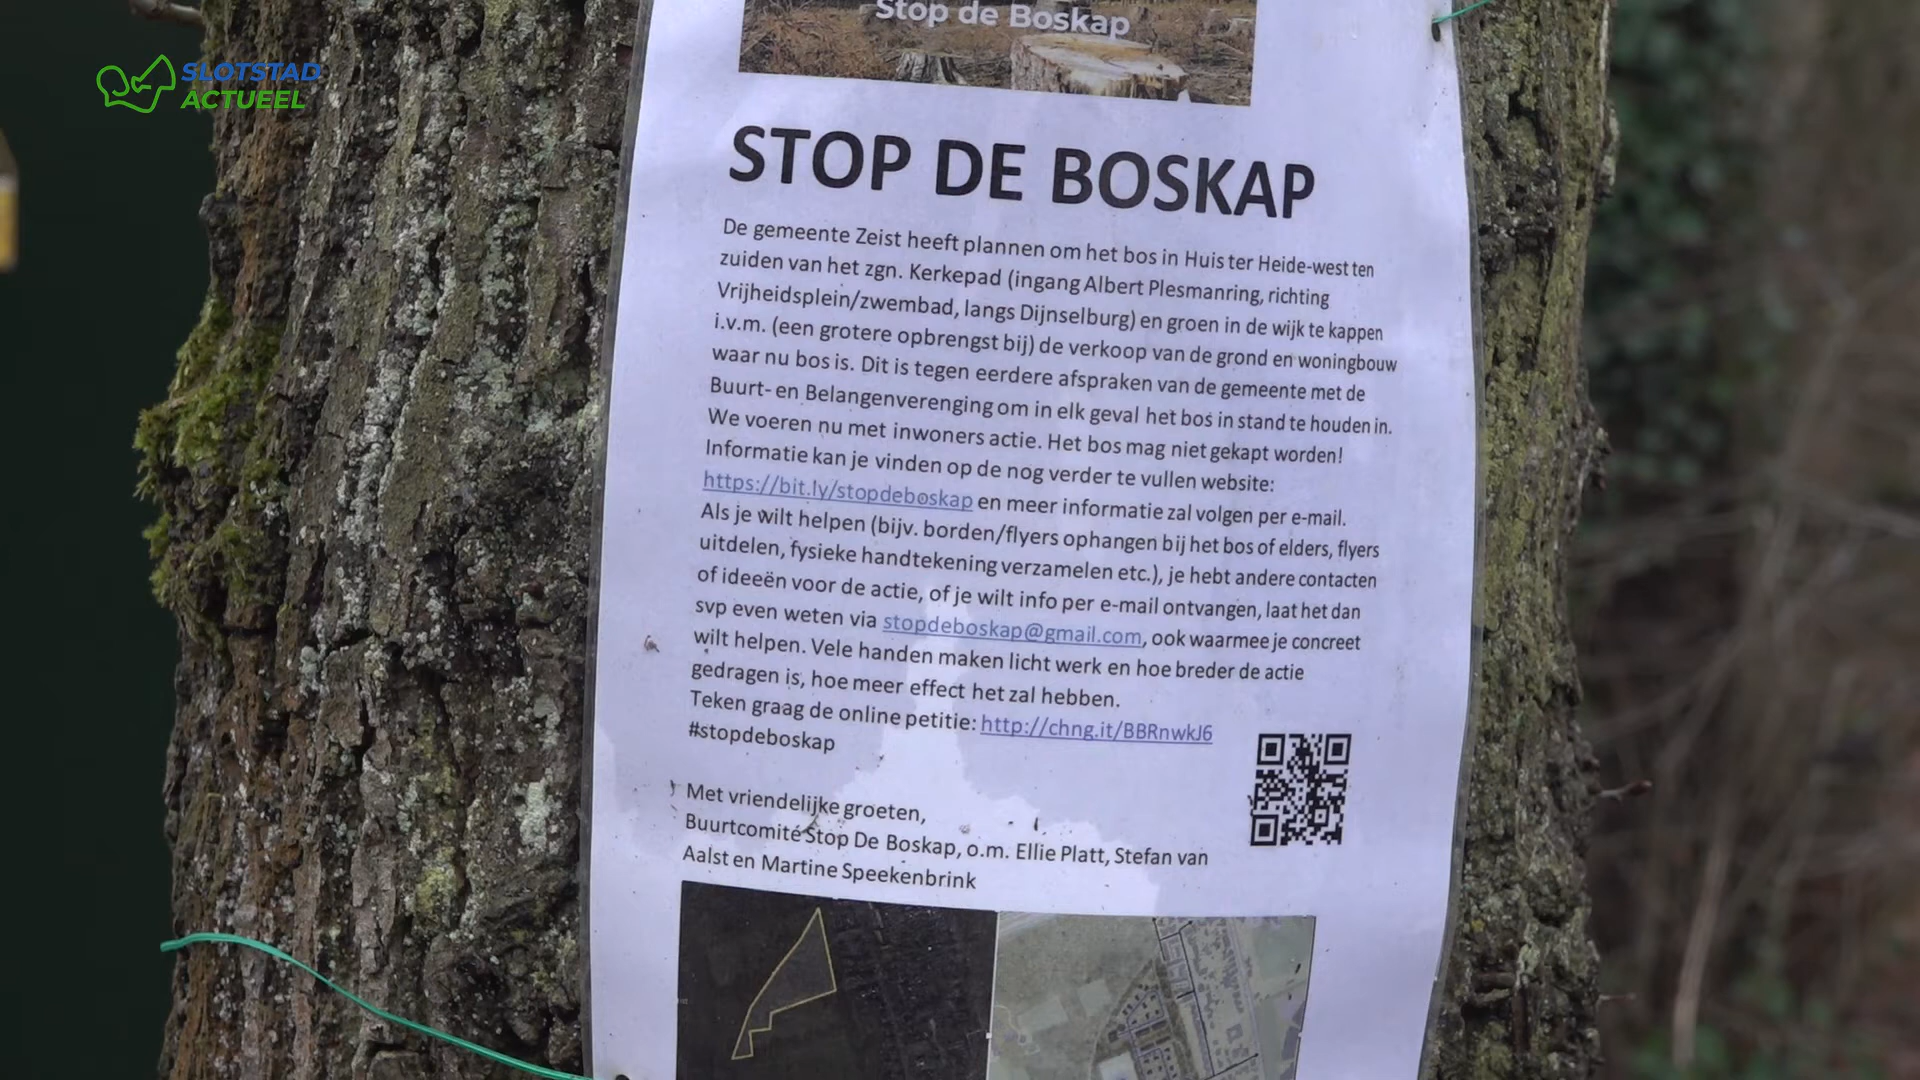 SLOTSTAD
ACTUEEL
Stop de Boskap
STOP DE BOSKAP
De gemeente Zeist heeft plannen om het bos in Huis ter Heide-west ten
zuiden van het zgn. Kerkepad (ingang Albert Plesmanring, richting
Vrijheidsplein/zwembad, langs Dijnselburg) en groen in de wijk te kappen
i.v.m. (een grotere opbrengst bij) de verkoop van de grond en woningbouw
waar nu bos is. Dit is tegen eerdere afspraken van de gemeente met de
Buurt- en Belangenverenging om in elk geval het bos in stand te houden in.
We voeren nu met inwoners actie. Het bos mag niet gekapt worden!
Informatie kan je vinden op de nog verder te vullen website:
https://bit.ly/stopdeboskap en meer informatie zal volgen per e-mail.
Als je wilt helpen (bijv. borden/flyers ophangen bij het bos of elders, flyers
uitdelen, fysieke handtekening verzamelen etc.), je hebt andere contacten
of ideeën voor de actie, of je wilt info per e-mail ontvangen, laat het dan
svp even weten via stopdeboskap@gmail.com, ook waarmee je concreet
wilt helpen. Vele handen maken licht werk en hoe breder de actie
gedragen is, hoe meer effect het zal hebben.
Teken graag de online petitie: http://chng.it/BBRnwkJ6
#stopdeboskap
Met vriendelijke groeten,
Buurtcomité Stop De Boskap, o.m. Ellie Platt, Stefan van
Aalst en Martine Speekenbrink